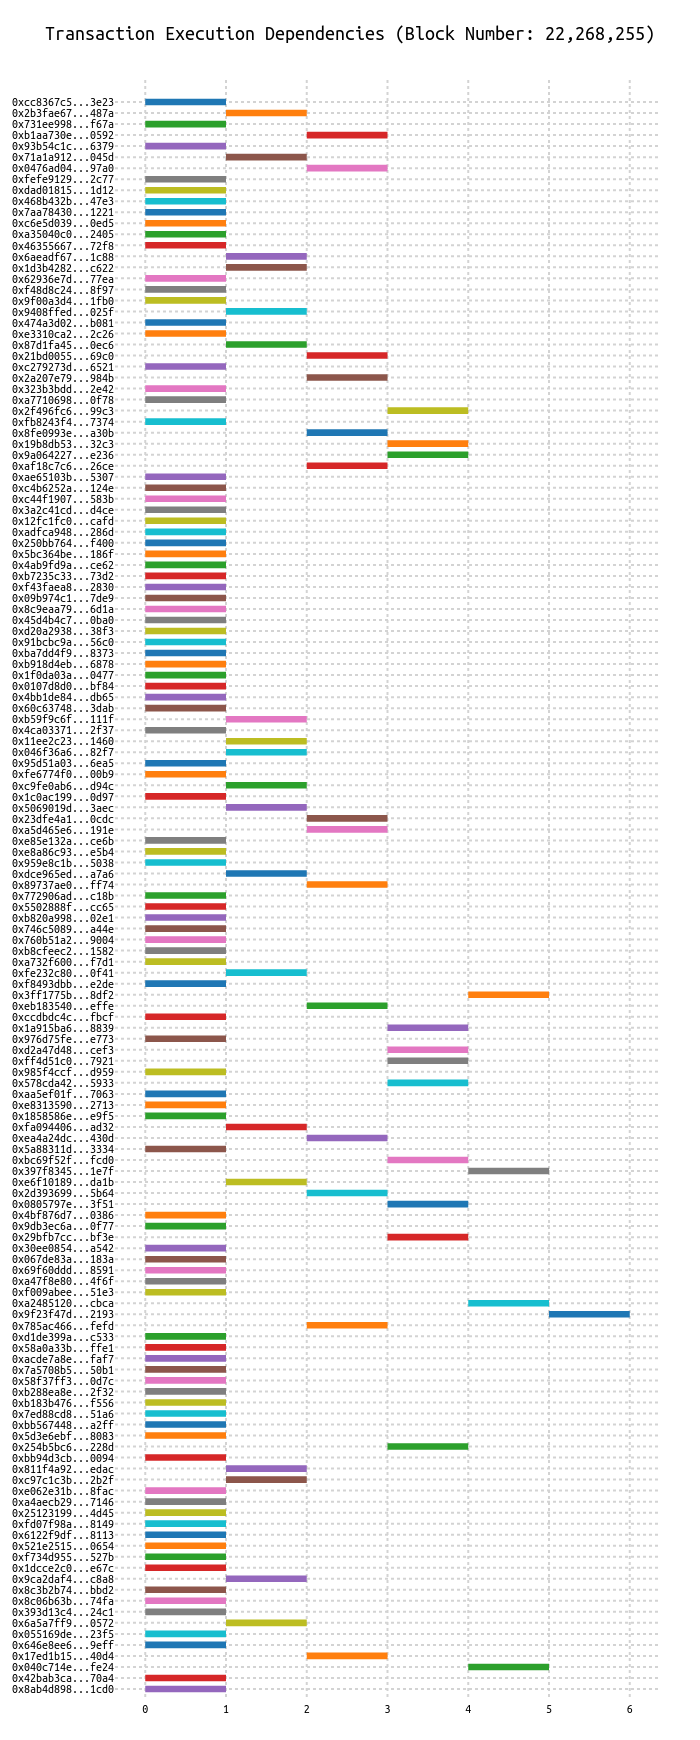 Transaction Execution Dependencies (Block Number: 22,268,255)
0xcc8367c5...3e23
0x2b3fae67...487a
0x731ee998...f67a
0xb1aa730e...0592
0x93b54c1c...6379
0x71a1a912...045d
0x0476ad04...97a0
0xfefe9129...2c77
0xdad01815...1d12
0x468b432b...47e3
0x7aa78430...1221
0xc6e5d039...0ed5
0xa35040c0...2405
0x46355667...72f8
0x6aeadf67...1c88
0x1d3b4282...c622
0x62936e7d...77ea
0xf48d8c24...8f97
0x9f00a3d4...1fb0
0x9408ffed...025f
0x474a3d02...b081
0xe3310ca2...2c26
0x87d1fa45...0ec6
0x21bd0055...69c0
0xc279273d...6521
0x2a207e79...984b
0x323b3bdd...2e42
0xa7710698...0f78
0x2f496fc6...99c3
0xfb8243f4...7374
0x8fe0993e...a30b
0x19b8db53...32c3
0x9a064227...e236
0xaf18c7c6...26ce
0xae65103b...5307
0xc4b6252a...124e
0xc44f1907...583b
0x3a2c41cd...d4ce
0x12fc1fc0...cafd
0xadfca948...286d
0x250bb764...f400
0x5bc364be...186f
0x4ab9fd9a...ce62
0xb7235c33...73d2
0xf43faea8...2830
0x09b974c1...7de9
0x8c9eaa79...6d1a
0x45d4b4c7...0ba0
0xd20a2938...38f3
0x91bcbc9a...56c0
0xba7dd4f9...8373
0xb918d4eb...6878
0x1f0da03a...0477
0x0107d8d0...bf84
0x4bb1de84...db65
0x60c63748...3dab
0xb59f9c6f...111f
0x4ca03371...2f37
0x11ee2c23...1460
0x046f36a6...82f7
0x95d51a03...6ea5
0xfe6774f0...00b9
0xc9fe0ab6...d94c
0x1c0ac199...0d97
0x5069019d...3aec
0x23dfe4a1...0cdc
0xa5d465e6...191e
0xe85e132a...ce6b
0xe8a86c93...e5b4
0x959e8c1b...5038
0xdce965ed...a7a6
0x89737ae0...ff74
0x772906ad...c18b
0x5502888f...cc65
0xb820a998...02e1
0x746c5089...a44e
0x760b51a2...9004
0xb8cfeec2...1582
0xa732f600...f7d1
0xfe232c80...0f41
0xf8493dbb...e2de
0x3ff1775b...8df2
0xeb183540...effe
0xccdbdc4c...fbcf
0x1a915ba6...8839
0x976d75fe...e773
0xd2a47d48...cef3
0xff4d51c0...7921
0x985f4ccf...d959
0x578cda42...5933
0xaa5ef01f...7063
0xe8313590...2713
0x1858586e...e9f5
0xfa094406...ad32
0xea4a24dc...430d
0x5a88311d...3334
0xbc69f52f...fcd0
0x397f8345...1e7f
0xe6f10189...da1b
0x2d393699...5b64
0x0805797e...3f51
0x4bf876d7...0386
0x9db3ec6a...0f77
0x29bfb7cc...bf3e
0x30ee0854...a542
0x067de83a...183a
0x69f60ddd...8591
0xa47f8e80...4f6f
0xf009abee...51e3
0xa2485120...cbca
0x9f23f47d...2193
0x785ac466...fefd
0xd1de399a...c533
0x58a0a33b...ffe1
0xacde7a8e...faf7
0x7a5708b5...50b1
0x58f37ff3...0d7c
0xb288ea8e...2f32
0xb183b476...f556
0x7ed88cd8...51a6
0xbb567448...a2ff
0x5d3e6ebf...8083
0x254b5bc6...228d
0xbb94d3cb...0094
0x811f4a92...edac
0xc97c1c3b...2b2f
0xe062e31b...8fac
0xa4aecb29...7146
0x25123199...4d45
0xfd07f98a...8149
0x6122f9df...8113
0x521e2515...0654
0xf734d955...527b
0x1dcce2c0...e67c
0x9ca2daf4...c8a8
0x8c3b2b74...bbd2
0x8c06b63b...74fa
0x393d13c4...24c1
0x6a5a7ff9...0572
0x055169de...23f5
0x646e8ee6...9eff
0x17ed1b15...40d4
0x040c714e...fe24
0x42bab3ca...70a4
0x8ab4d898...1cd0
0 1 2 3 4 5 6